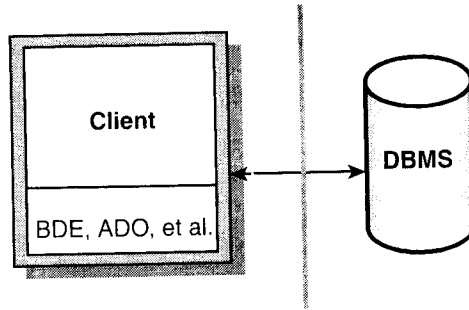 Client
BDE, ADO, et al.
DBMS